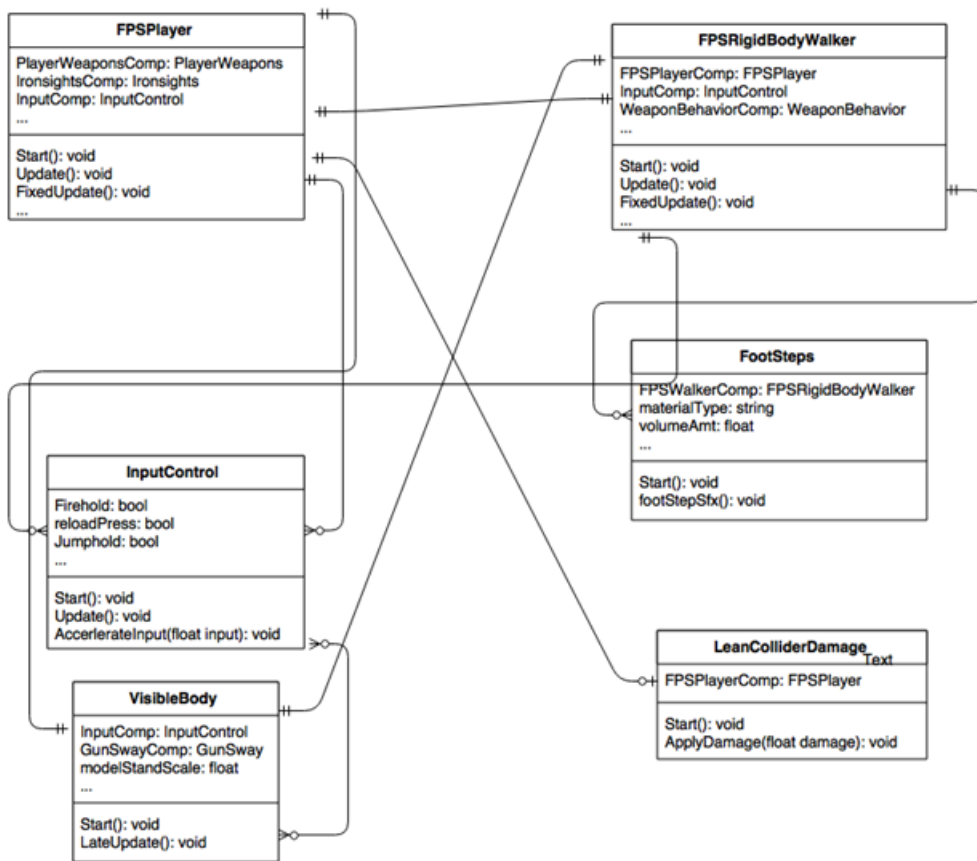 FPSPlayer
PlayerWeaponsComp: PlayerWeapons
IronsightsComp: Ironsights
InputComp: InputControl
...
Start(): void
Update(): void
FixedUpdate(): void
...
FPSRigidBodyWalker
FPSPlayerComp: FPSPlayer
InputComp: InputControl
WeaponBehaviorComp: WeaponBehavior
...
Start(): void
Update(): void
FixedUpdate(): void
...
FootSteps
FPSWalkerComp: FPSRigidBodyWalker
materialType: string
volumeAmt: float
...
Start(): void
footStepSfx(): void
InputControl
Firehold: bool
reloadPress: bool
Jumphold: bool
...
Start(): void
Update(): void
AccerlerateInput(float input): void
LeanColliderDamage
Text
FPSPlayerComp: FPSPlayer
Start(): void
ApplyDamage(float damage): void
VisibleBody
InputComp: InputControl
GunSwayComp: GunSway
modelStandScale: float
...
Start(): void
LateUpdate(): void